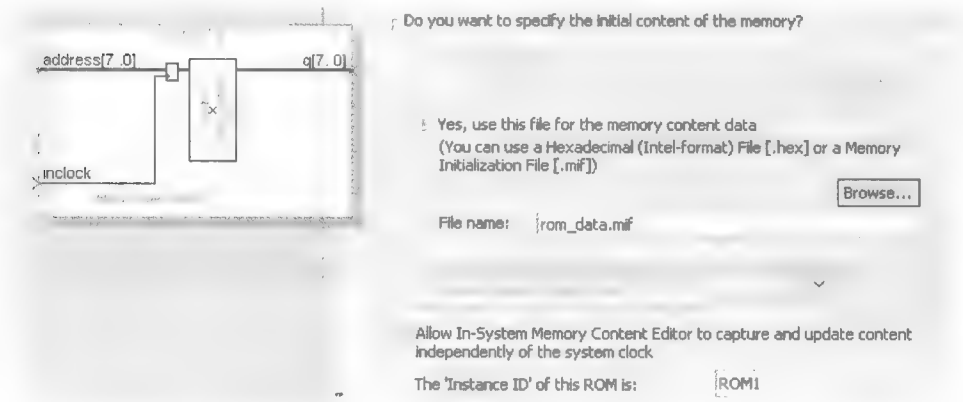 Do you want to specify the initial content of the memory?
address[7 .0]
q[7. 0]
Yes, use this file for the memory content data
(You can use a Hexadecimal (Intel-format) File [.hex] or a Memory
Initialization File [.mif])
inclock
Browse...
File name: rom_data.mif
Allow In-System Memory Content Editor to capture and update content
independently of the system clock
The 'Instance ID' of this ROM is: ROM1